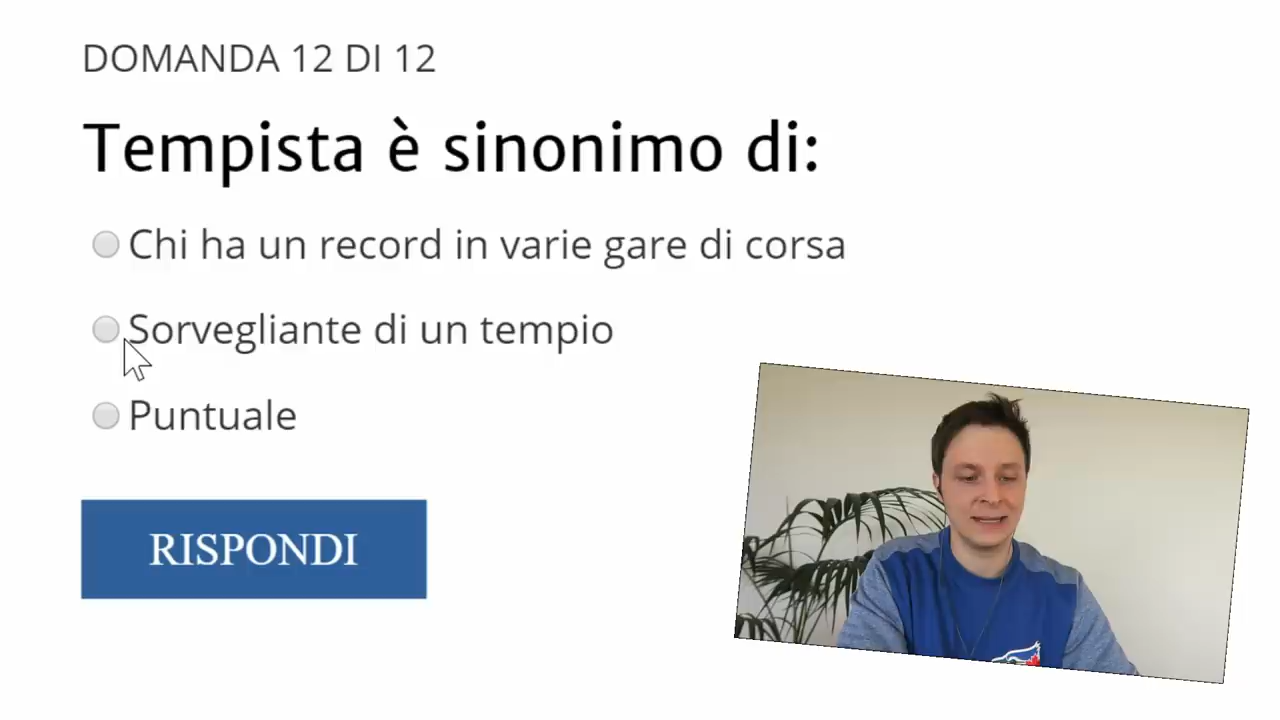 DOMANDA 12 DI 12
Tempista è sinonimo di:
Chi ha un record in varie gare di corsa
Sorvegliante di un tempio
Puntuale
RISPONDI